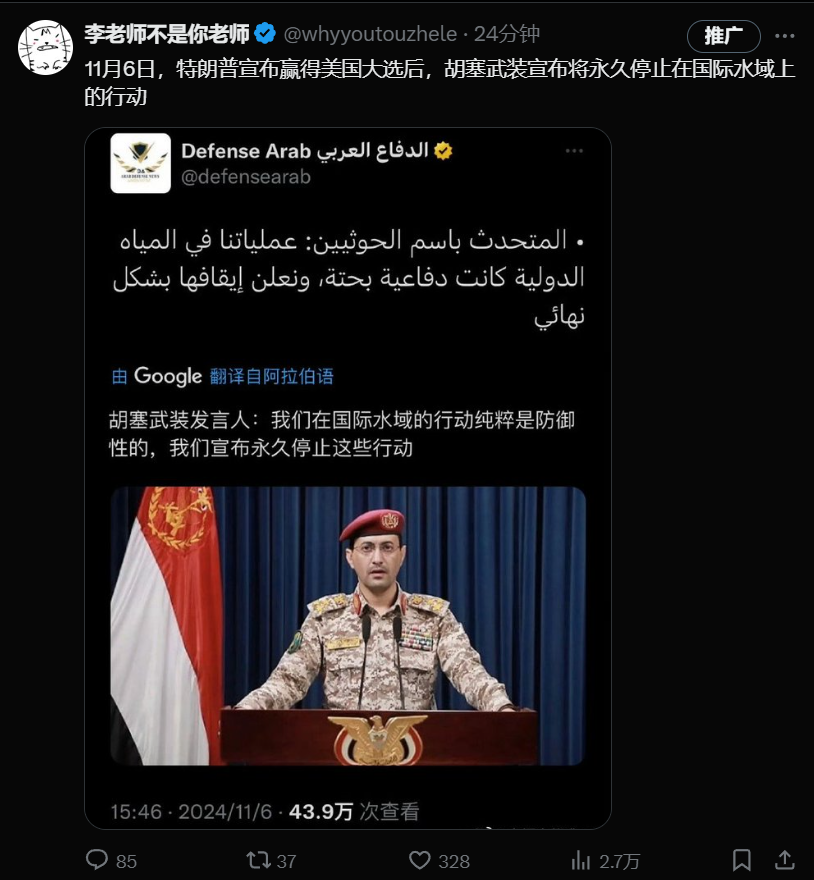 李老师不是你老师 @whyyoutouzhele · 24分钟
推广
11月6日，特朗普宣布赢得美国大选后，胡塞武装宣布将永久停止在国际水域上
的行动
Defense Arab الدفاع العربي
@defensearab
• المتحدث باسم الحوثيين: عملياتنا في المياه
الدولية كانت دفاعية بحتة، ونعلن إيقافها بشكل
نهائي
由 Google 翻译自阿拉伯语
胡塞武装发言人：我们在国际水域的行动纯粹是防御
性的，我们宣布永久停止这些行动
15:46 · 2024/11/6 · 43.9万 次查看
85 37 328 2.7万